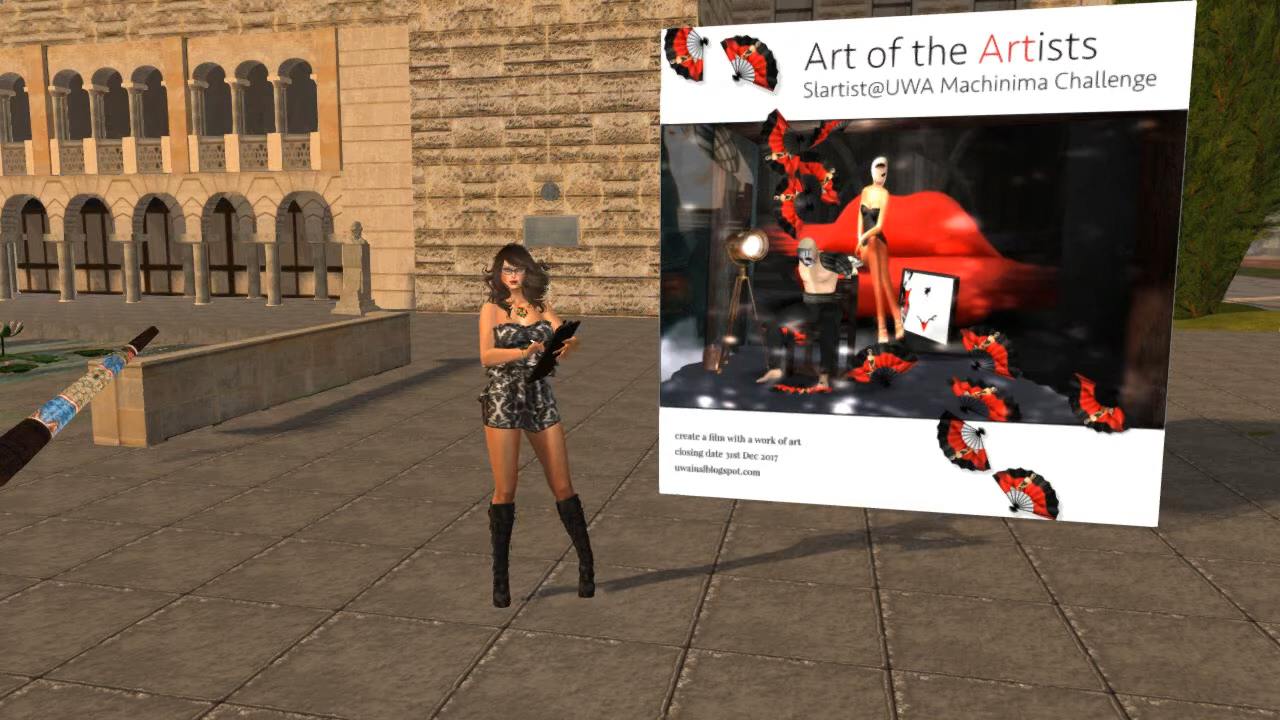 Art of the Artists
Slartist@UWA Machinima Challenge
create a film with a work of art
closing date 31st Dec 2017
uwainalblogspot.com